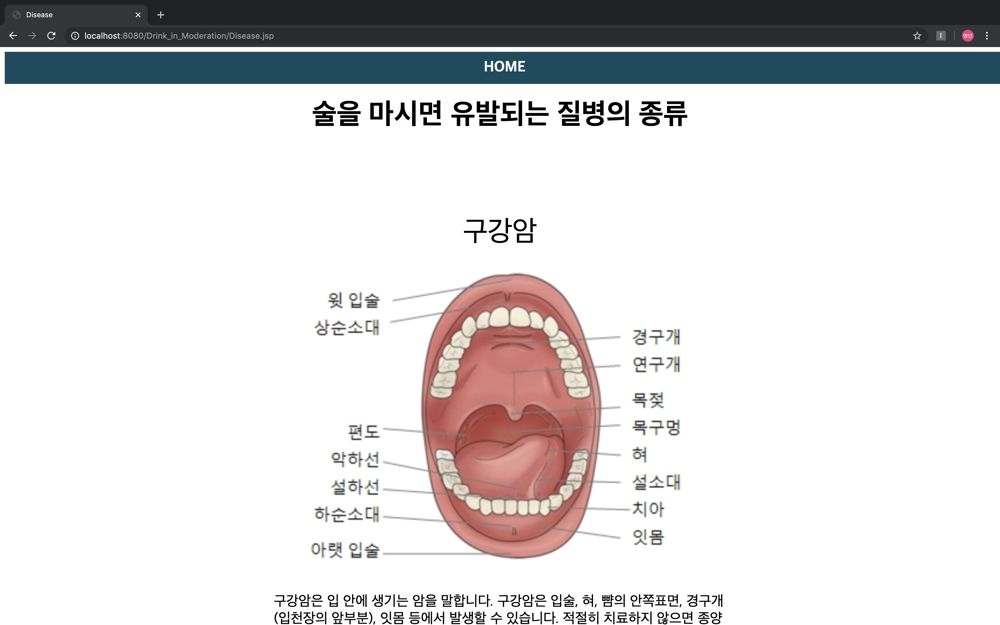 Disease
localhost:8080/Drink_in_Moderation/Disease.jsp
영단
HOME
술을 마시면 유발되는 질병의 종류
구강암
윗 입술
상순소대
경구개
연구개
목젖
목구멍
편도
혀
악하선
설소대
설하선
치아
하순소대
잇몸
아랫 입술
구강암은 입 안에 생기는 암을 말합니다. 구강암은 입술, 혀, 뺨의 안쪽표면, 경구개
(입천장의 앞부분), 잇몸 등에서 발생할 수 있습니다. 적절히 치료하지 않으면 종양